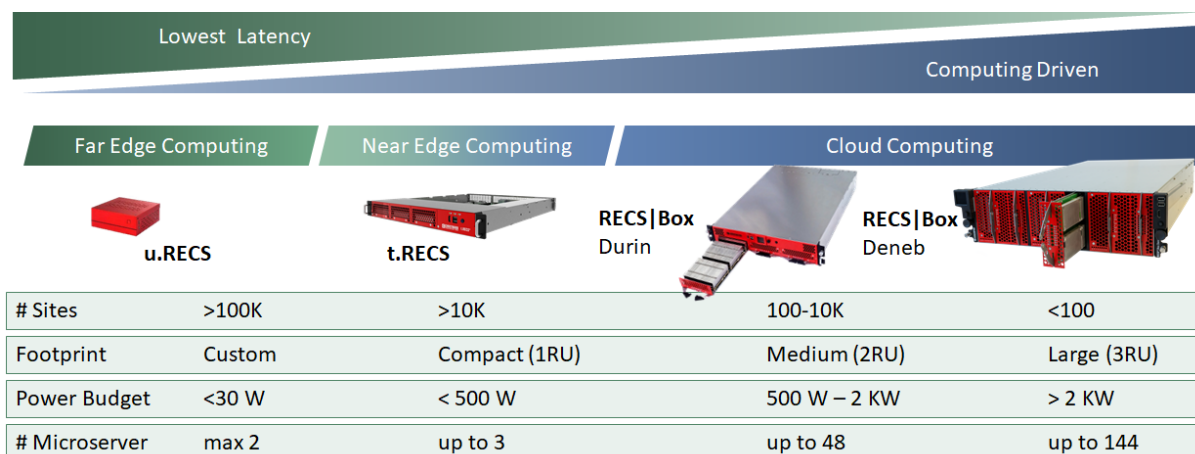 Lowest Latency
Computing Driven
Far Edge Computing
Near Edge Computing
Cloud Computing
u.RECS
t.RECS
RECS|Box
Durin
RECS|Box
Deneb
# Sites >100K >10K 100-10K <100
Footprint Custom Compact (1RU) Medium (2RU) Large (3RU)
Power Budget <30 W < 500 W 500 W – 2 KW > 2 KW
# Microserver max 2 up to 3 up to 48 up to 144